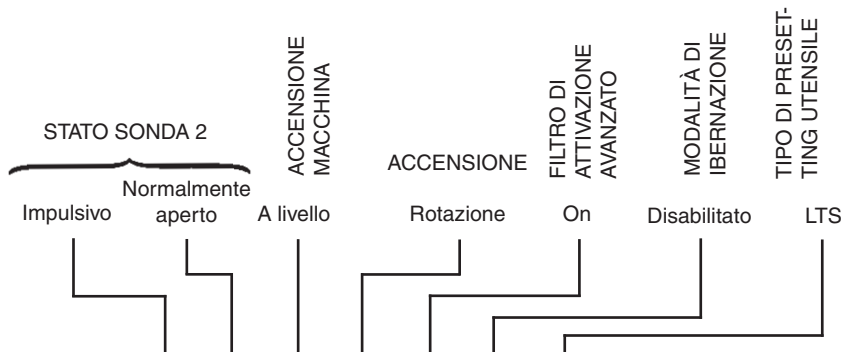 STATO SONDA 2
Impulsivo
Normalmente
aperto
ACCENSIONE
MACCHINA
A livello
ACCENSIONE
Rotazione
FILTRO DI
ATTIVAZIONE
AVANZATO
On
MODALITÀ DI
IBERNAZIONE
Disabilitato
TIPO DI PRESET-
TING UTENSILE
LTS